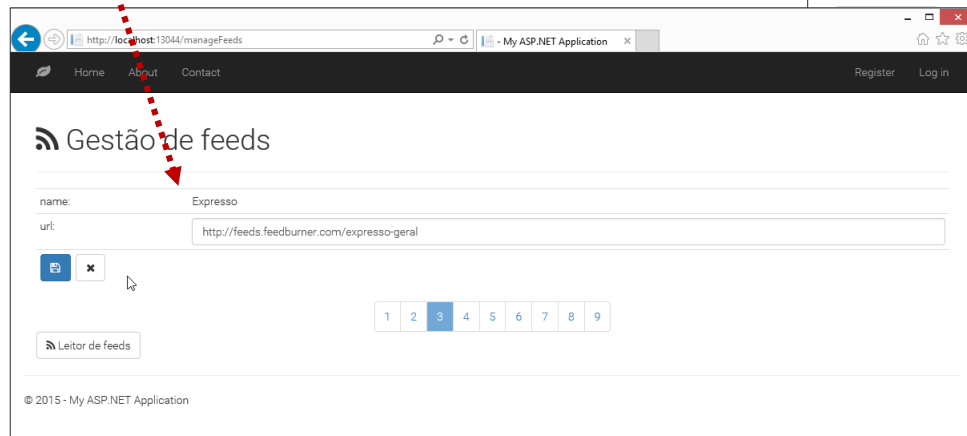 http://localhost:13044/manageFeeds
- My ASP.NET Application
Home About Contact Register Log in
Gestão de feeds
name: Expresso
url: http://feeds.feedburner.com/expresso-geral
1 2 3 4 5 6 7 8 9
Leitor de feeds
© 2015 - My ASP.NET Application